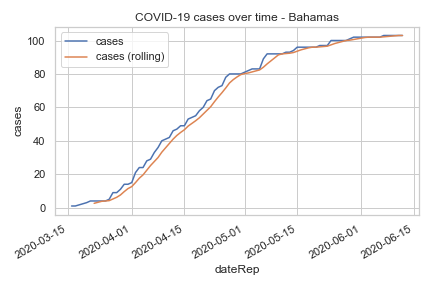 COVID-19 cases over time - Bahamas
cases
cases (rolling)
cases
100
80
60
40
20
0
2020-03-15
2020-04-01
2020-04-15
2020-05-01
2020-05-15
2020-06-01
2020-06-15
dateRep